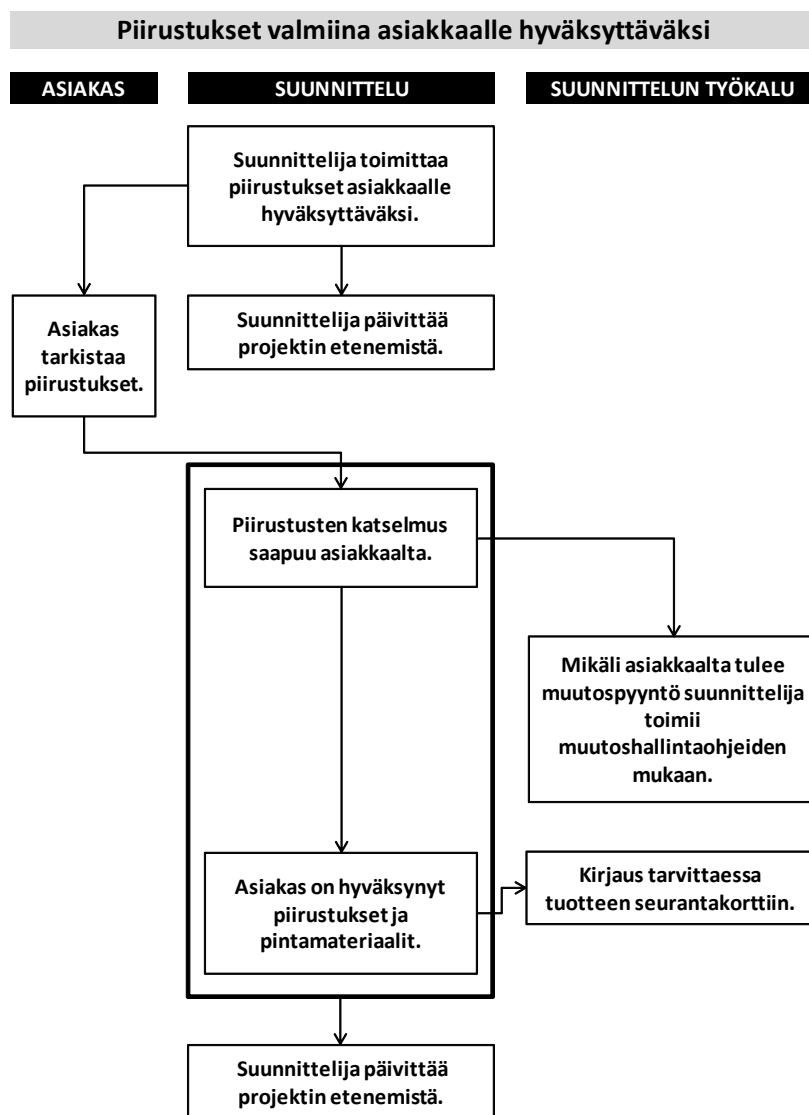 Piirustukset valmiina asiakkaalle hyväksyttäväksi
ASIAKAS
SUUNNITTELU
SUUNNITTELUN TYÖKALU
Suunnittelija toimittaa
piirustukset asiakkaalle
hyväksyttäväksi.
Suunnittelija päivittää
projektin etenemistä.
Asiakas
tarkistaa
piirustukset.
Piirustusten katselmus
saapuu asiakkaalta.
Mikäli asiakkaalta tulee
muutospyyntö suunnittelija
toimii
muutoshallintaohjeiden
mukaan.
Asiakas on hyväksynyt
piirustukset ja
pintamateriaalit.
Kirjaus tarvittaessa
tuotteen seurantakorttiin.
Suunnittelija päivittää
projektin etenemistä.